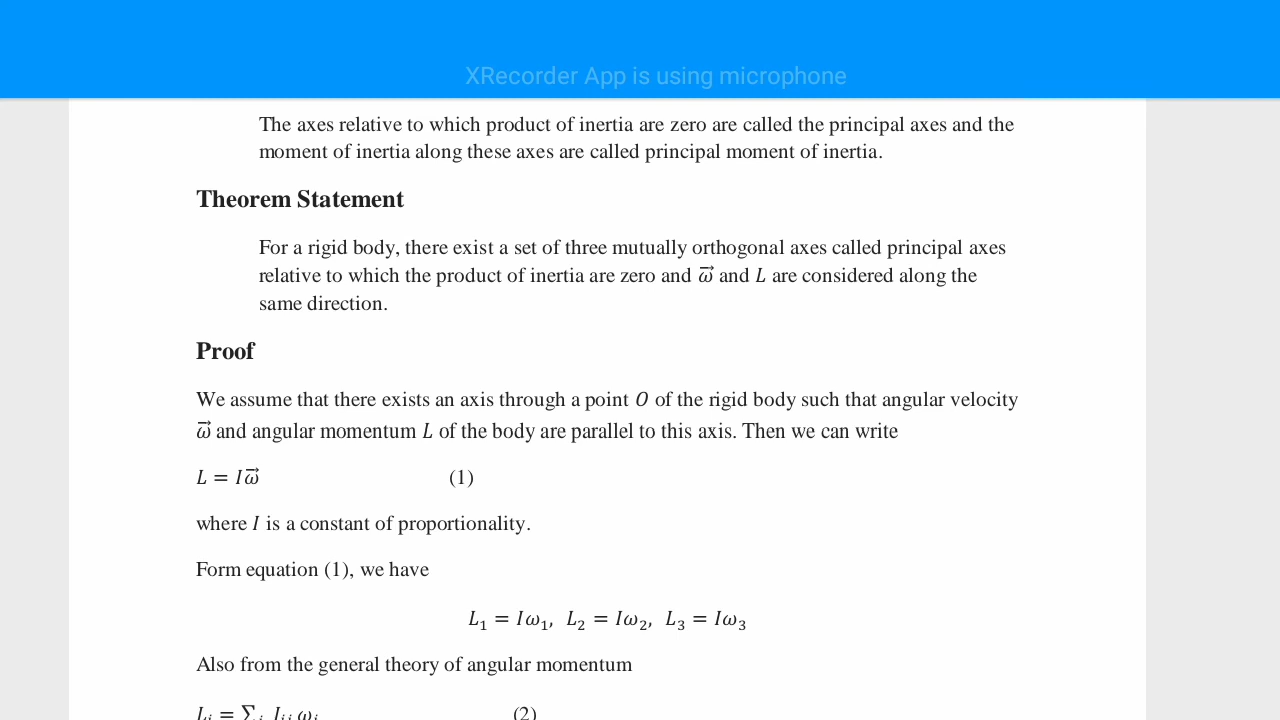 XRecorder App is using microphone
The axes relative to which product of inertia are zero are called the principal axes and the
moment of inertia along these axes are called principal moment of inertia.
Theorem Statement
For a rigid body, there exist a set of three mutually orthogonal axes called principal axes
relative to which the product of inertia are zero and ω⃗ and L are considered along the
same direction.
Proof
We assume that there exists an axis through a point O of the rigid body such that angular velocity
ω⃗ and angular momentum L of the body are parallel to this axis. Then we can write
L = Iω⃗ (1)
where I is a constant of proportionality.
Form equation (1), we have
L₁ = Iω₁, L₂ = Iω₂, L₃ = Iω₃
Also from the general theory of angular momentum
Lᵢ = ∑ⱼ Iᵢⱼ ωⱼ (2)